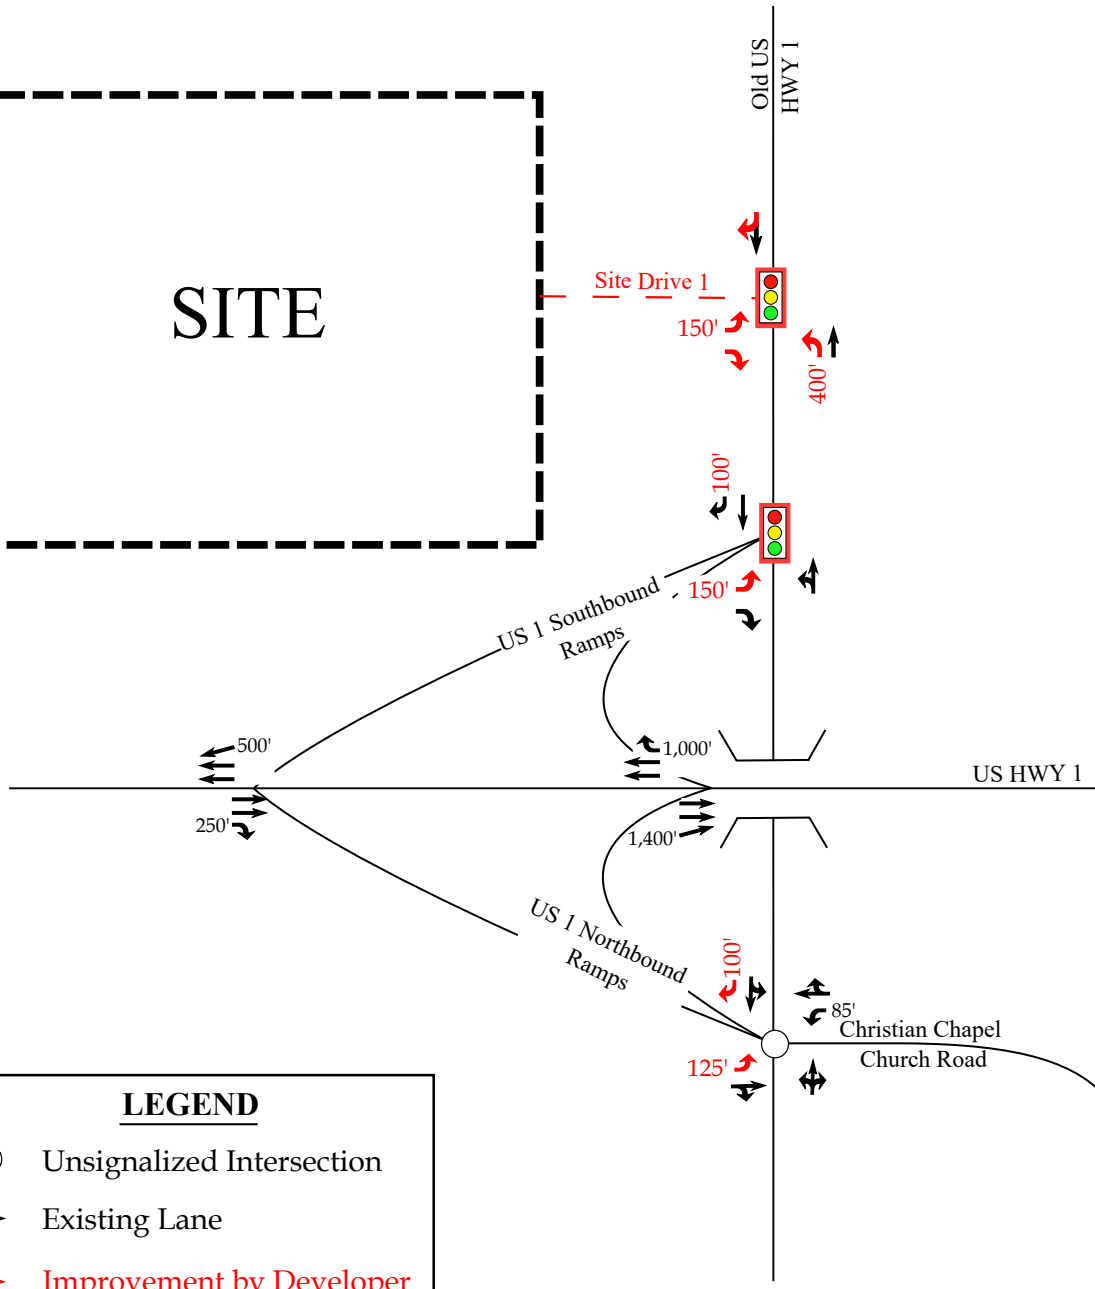 Old US
HWY 1
SITE
Site Drive 1
150'
400'
100'
150'
US 1 Southbound
Ramps
500'
1,000'
US HWY 1
250'
1,400'
US 1 Northbound
Ramps
100'
85'
Christian Chapel
Church Road
125'
LEGEND
Unsignalized Intersection
Existing Lane
Improvement by Developer